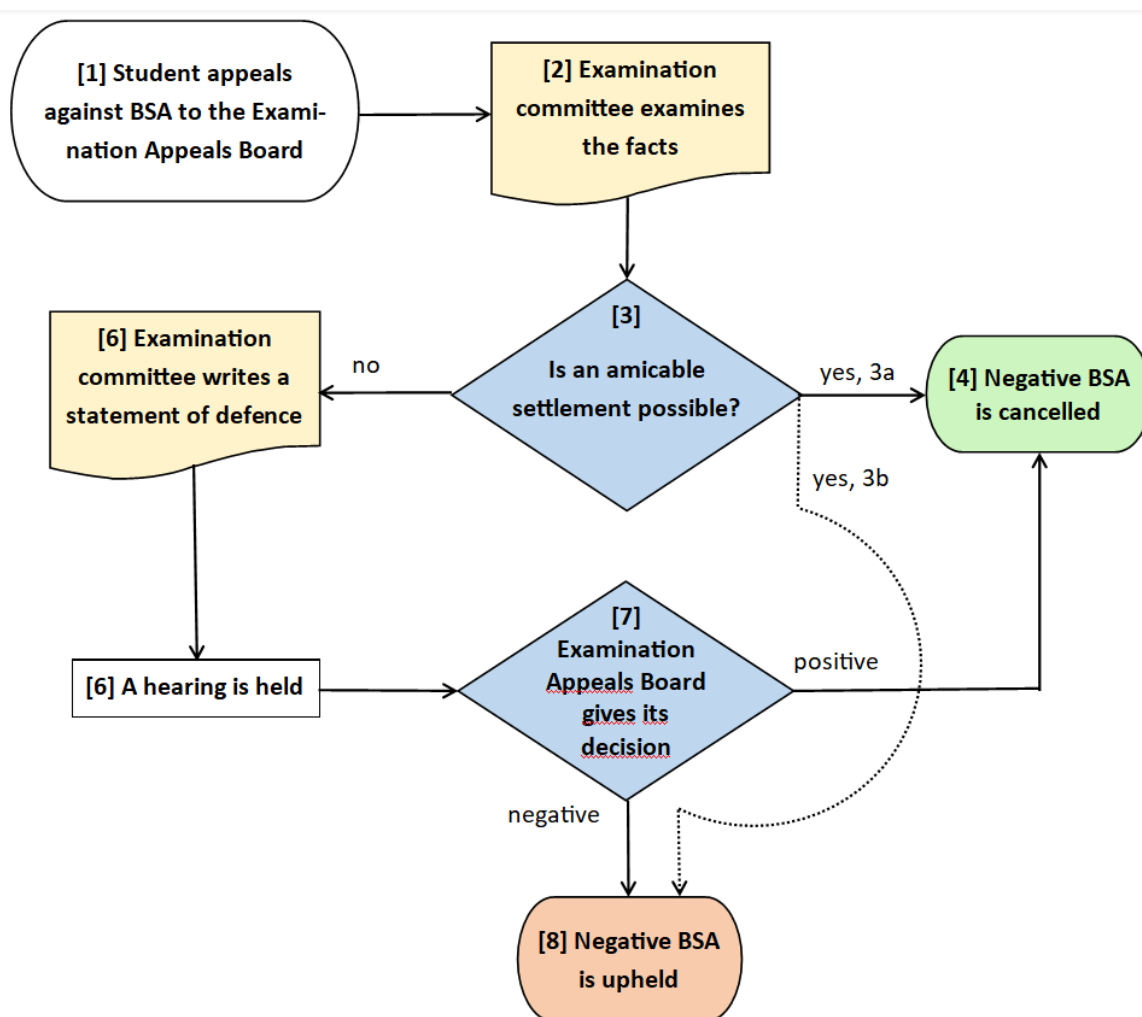 [1] Student appeals
against BSA to the Exami-
nation Appeals Board
[2] Examination
committee examines
the facts
[3]
Is an amicable
settlement possible?
no
yes, 3a
yes, 3b
[4] Negative BSA
is cancelled
[6] Examination
committee writes a
statement of defence
[6] A hearing is held
[7]
Examination
Appeals Board
gives its
decision
positive
negative
[8] Negative BSA
is upheld